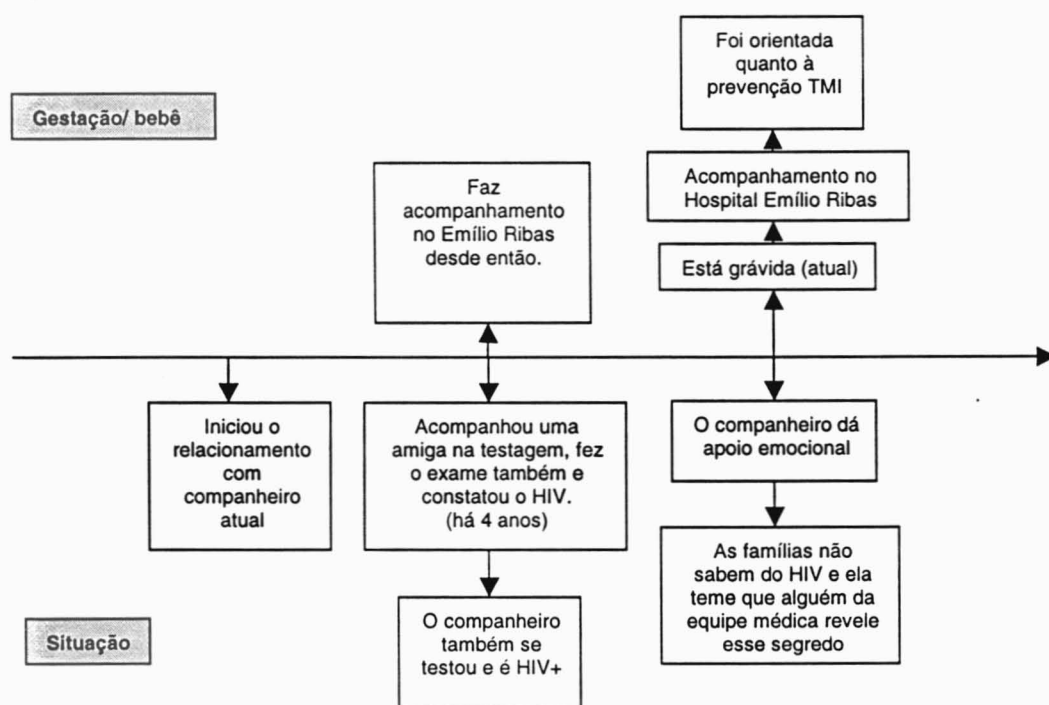 Foi orientada
quanto à
prevenção TMI
Gestação/ bebê
Acompanhamento no
Hospital Emílio Ribas
Faz
acompanhamento
no Emílio Ribas
desde então.
Está grávida (atual)
Iniciou o
relacionamento
com
companheiro
atual
Acompanhou uma
amiga na testagem, fez
o exame também e
constatou o HIV.
(há 4 anos)
O companheiro dá
apoio emocional
As famílias não
sabem do HIV e ela
teme que alguém da
equipe médica revele
esse segredo
O companheiro
também se
testou e é HIV+
Situação